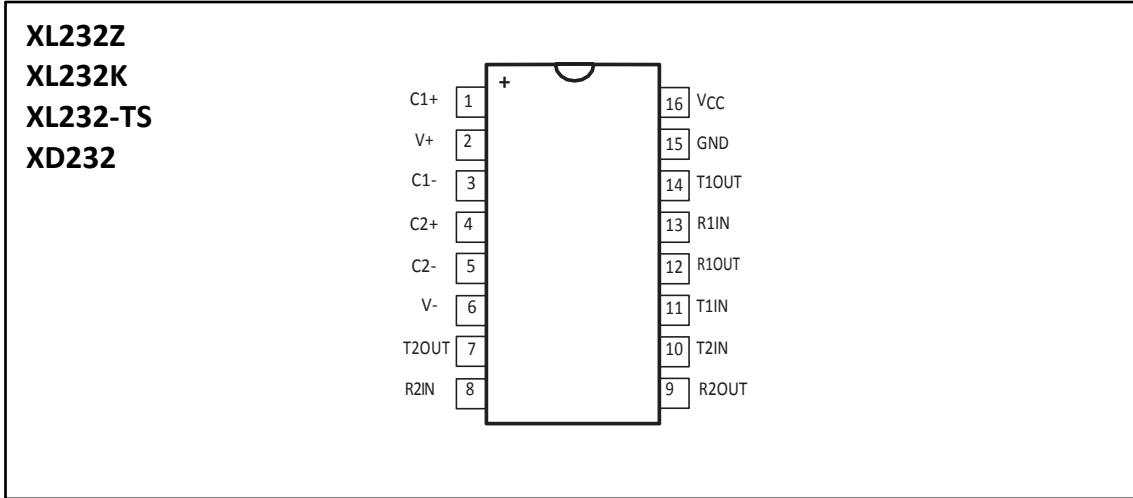 XL232Z
XL232K
XL232-TS
XD232
+
C1+ 1 16 VCC
V+ 2 15 GND
C1- 3 14 T1OUT
C2+ 4 13 R1IN
C2- 5 12 R1OUT
V- 6 11 T1IN
T2OUT 7 10 T2IN
R2IN 8 9 R2OUT